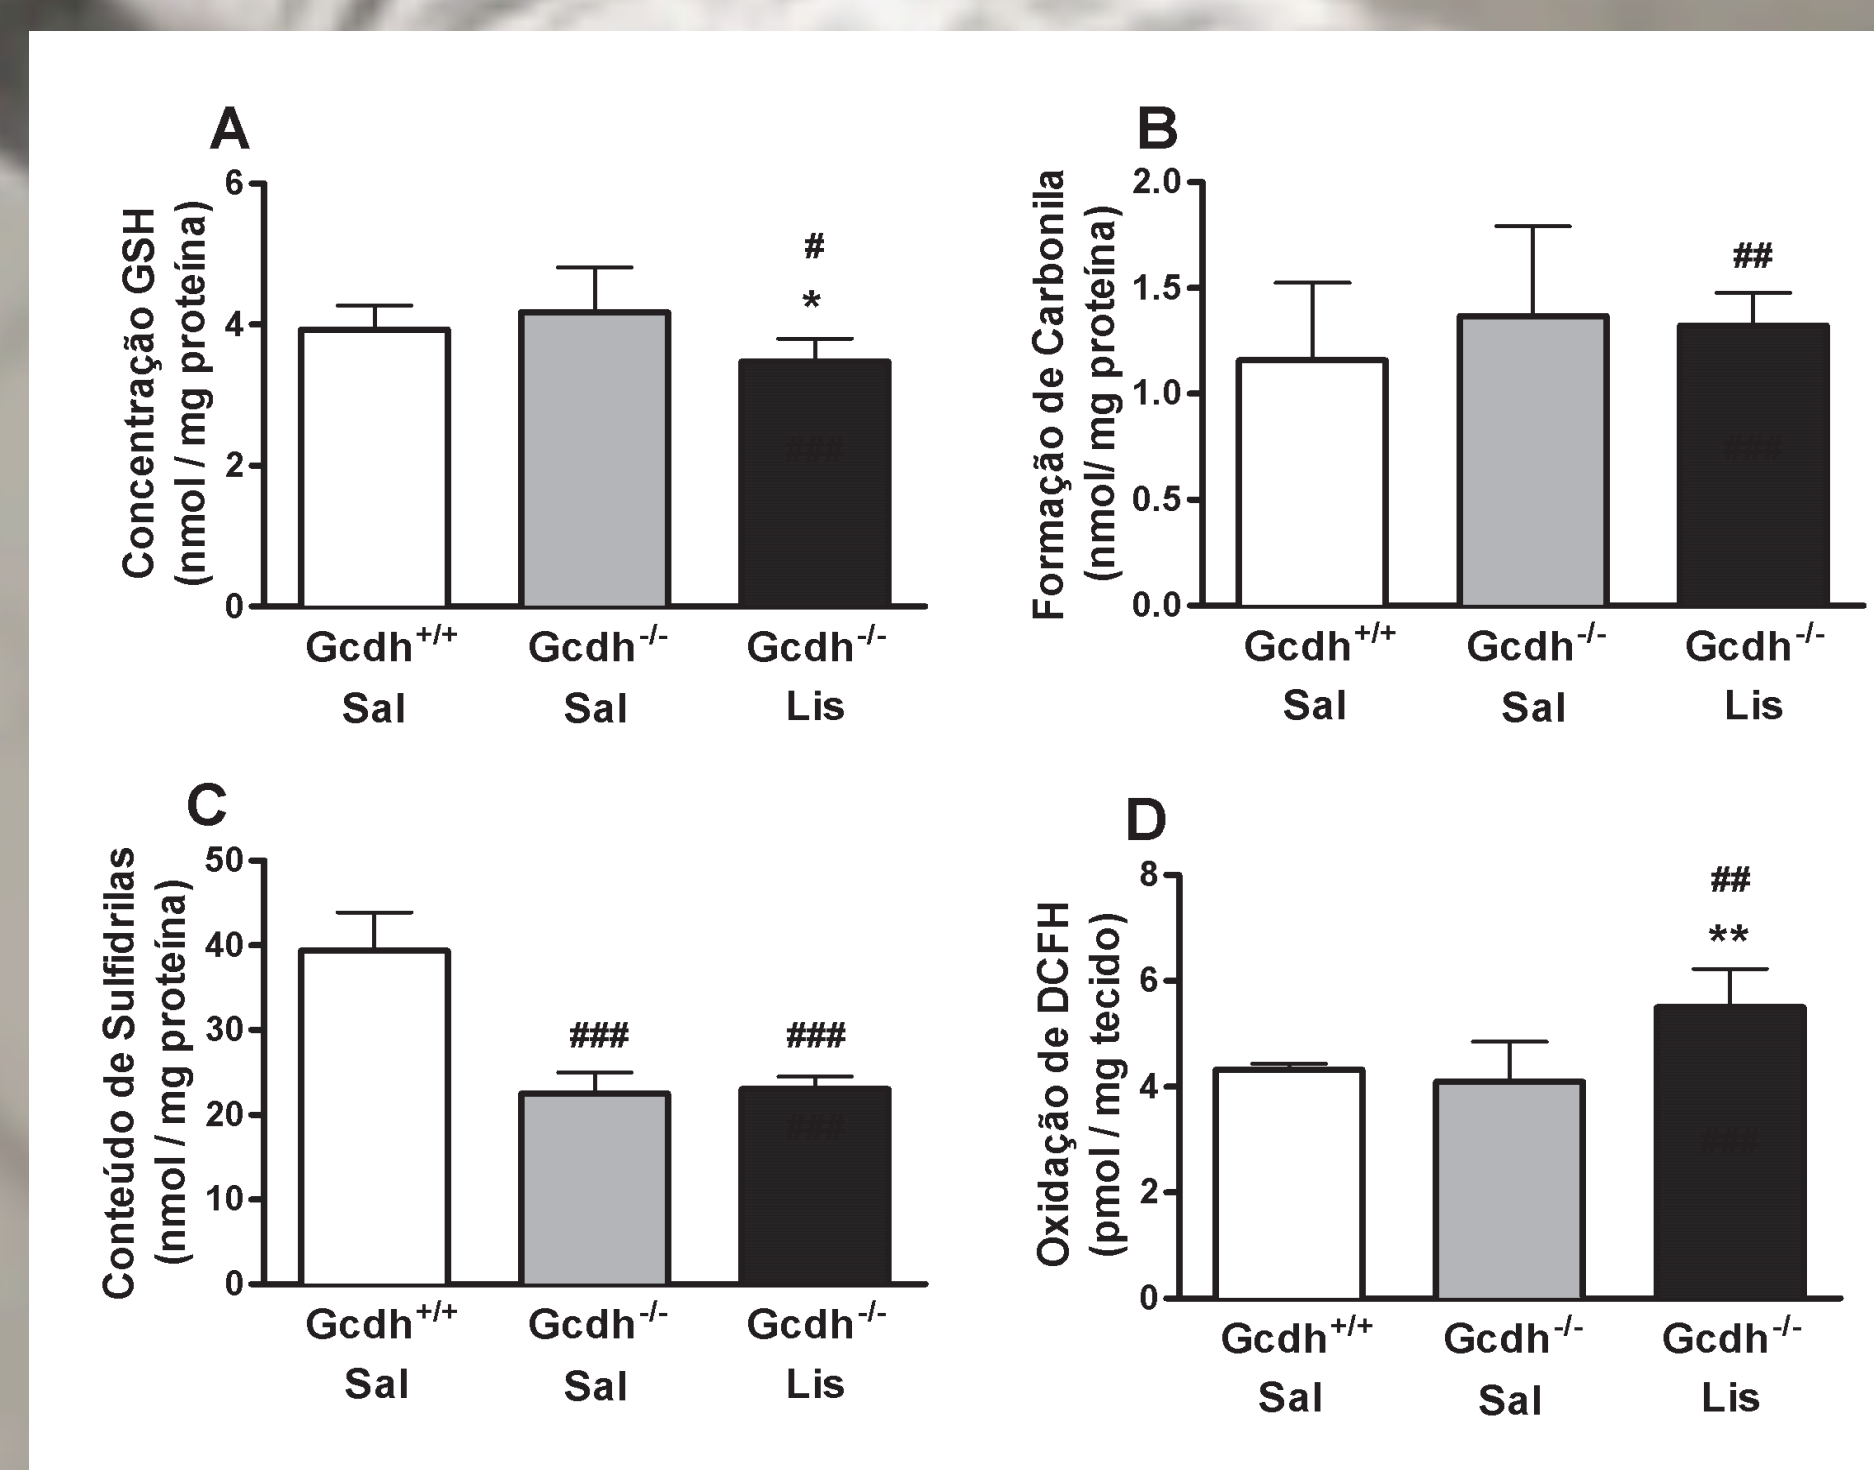 A
Concentração GSH
(nmol / mg proteína)
6
4
2
0
#
*
###
Gcdh+/+
Sal
Gcdh-/-
Sal
Gcdh-/-
Lis
B
Formação de Carbonila
(nmol/ mg proteína)
2.0
1.5
1.0
0.5
0.0
##
###
Gcdh+/+
Sal
Gcdh-/-
Sal
Gcdh-/-
Lis
C
Conteúdo de Sulfidrilas
(nmol / mg proteína)
50
40
30
20
10
0
###
###
###
Gcdh+/+
Sal
Gcdh-/-
Sal
Gcdh-/-
Lis
D
Oxidação de DCFH
(pmol / mg tecido)
8
6
4
2
0
##
**
###
Gcdh+/+
Sal
Gcdh-/-
Sal
Gcdh-/-
Lis